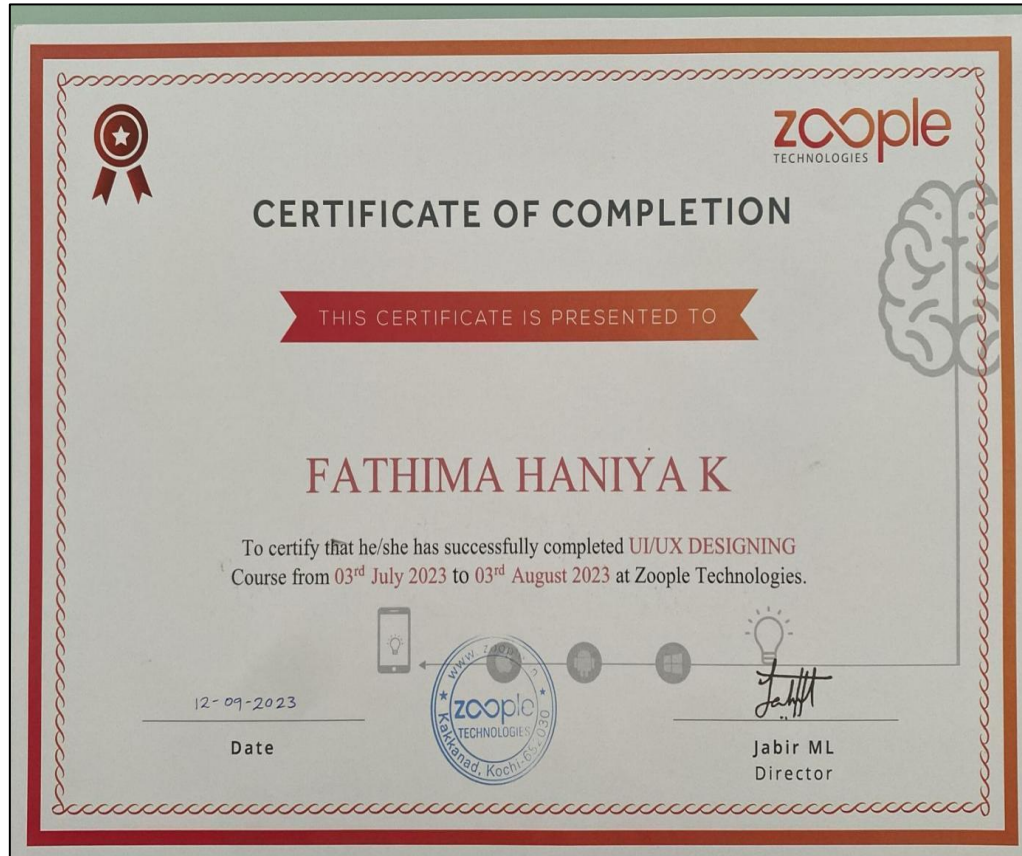 zoople
TECHNOLOGIES
CERTIFICATE OF COMPLETION
THIS CERTIFICATE IS PRESENTED TO
FATHIMA HANIYA K
To certify that he/she has successfully completed UI/UX DESIGNING
Course from 03rd July 2023 to 03rd August 2023 at Zoople Technologies.
12-09-2023
Date
www.
zoople
TECHNOLOGIES
Kakkanad, Kochi-
Jabir ML
Director